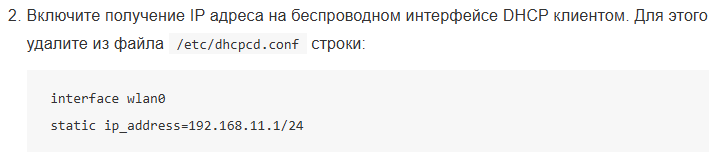 2. Включите получение IP адреса на беспроводном интерфейсе DHCP клиентом. Для этого
удалите из файла /etc/dhcpcd.conf строки:
interface wlan0
static ip_address=192.168.11.1/24